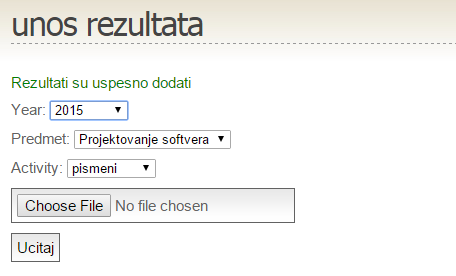 unos rezultata
Rezultati su uspesno dodati
Year: 2015
Predmet: Projektovanje softvera
Activity: pismeni
Choose File No file chosen
Ucitaj